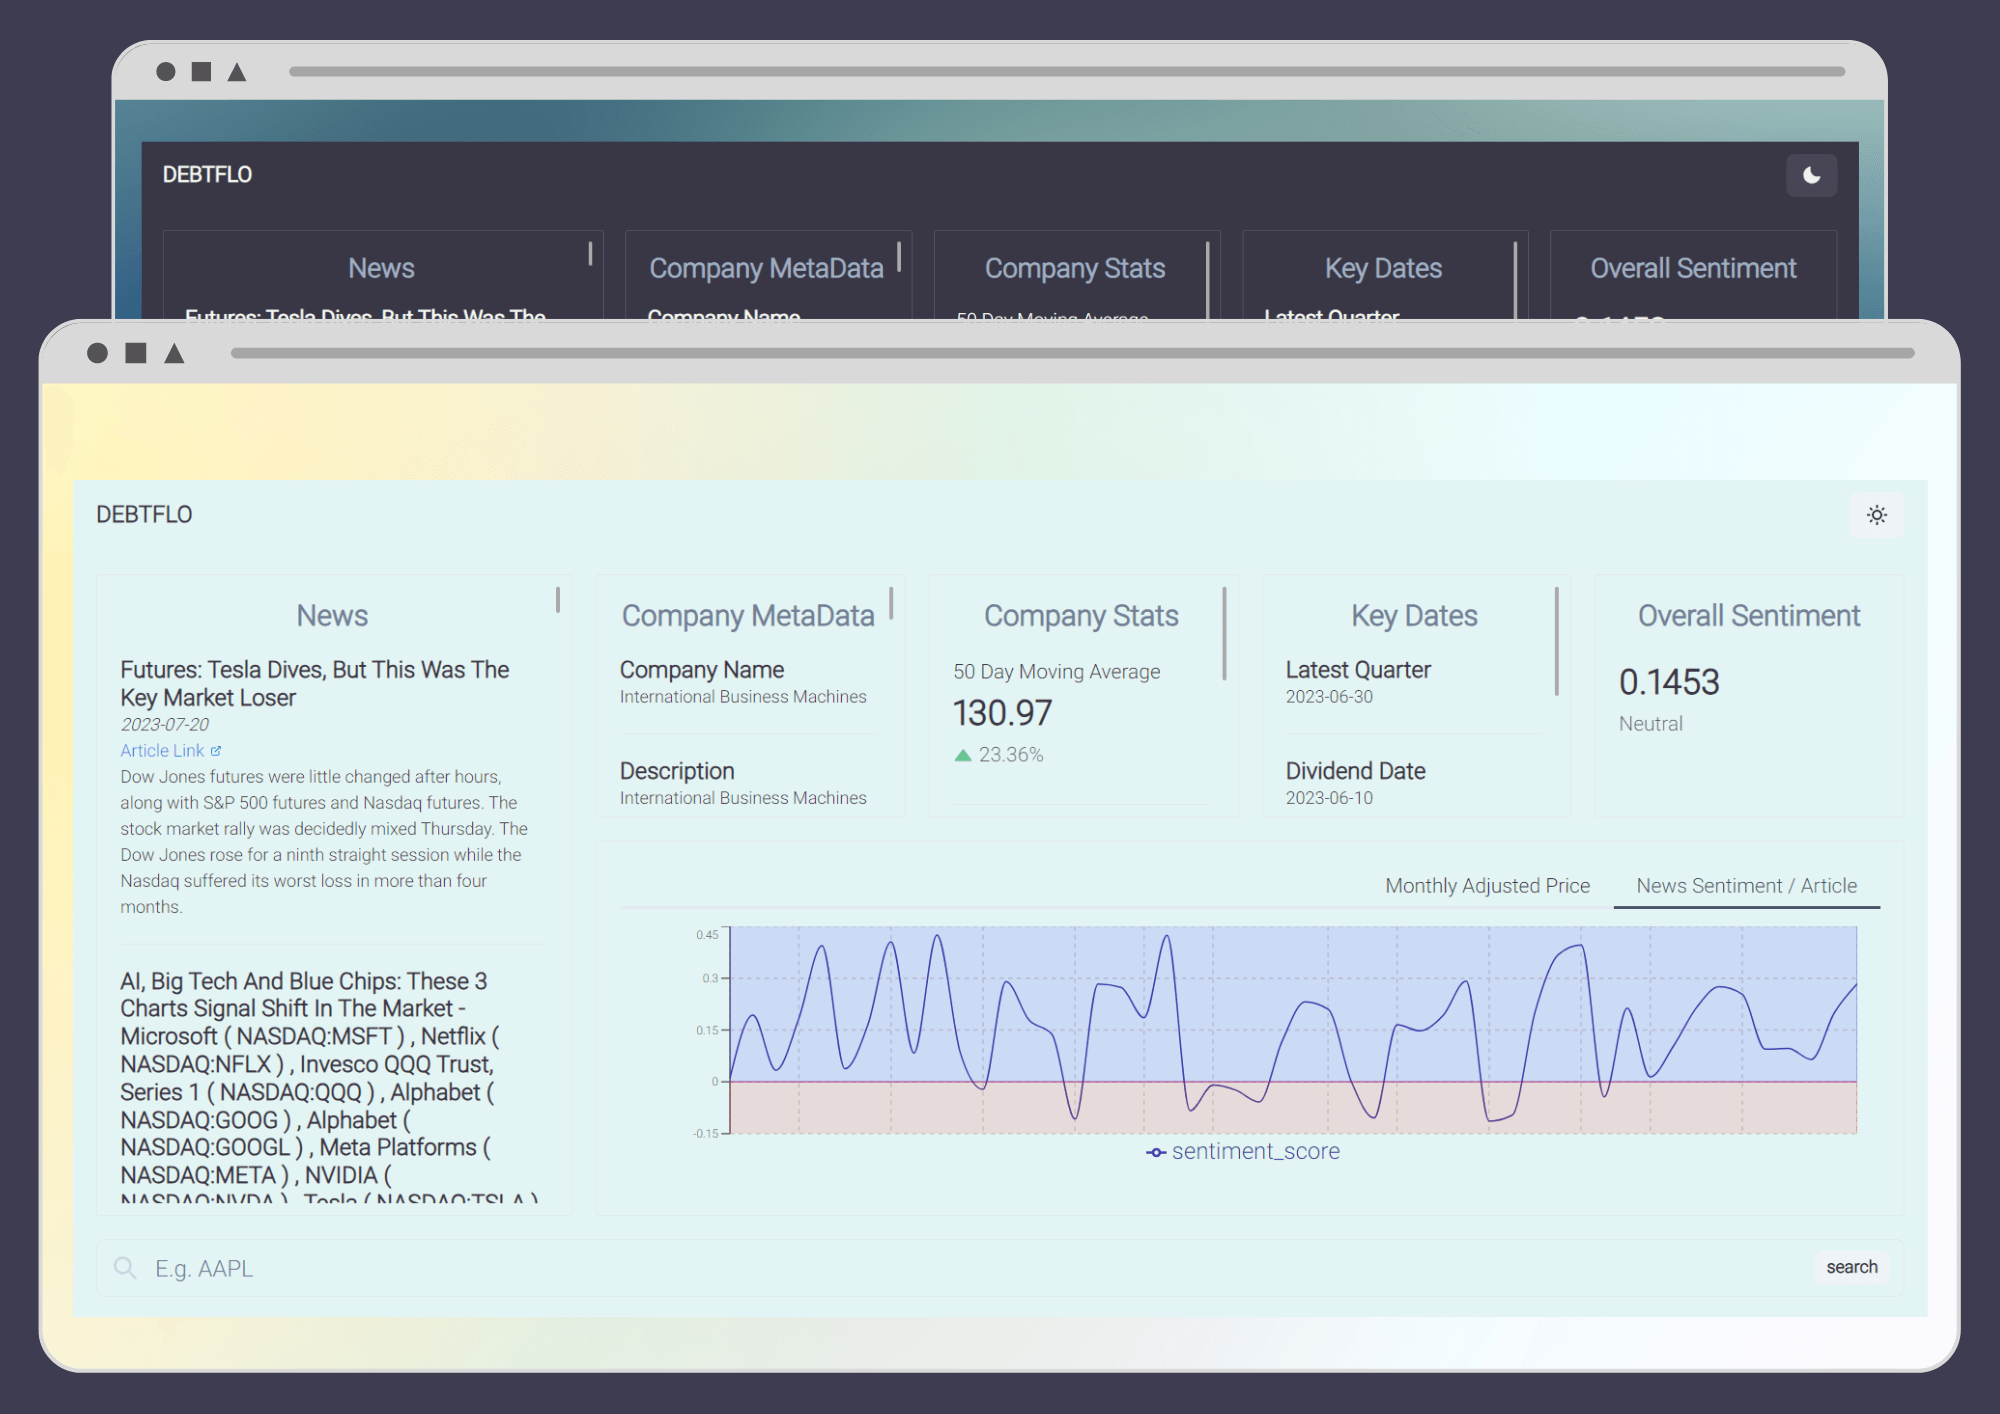 DEBTFLO
News
Company MetaData
Company Stats
Key Dates
Overall Sentiment
Futures: Tesla Dives, But This Was The
Company Name
50 Day Moving Average
Latest Quarter
DEBTFLO
News
Futures: Tesla Dives, But This Was The
Key Market Loser
2023-07-20
Article Link
Dow Jones futures were little changed after hours,
along with S&P 500 futures and Nasdaq futures. The
stock market rally was decidedly mixed Thursday. The
Dow Jones rose for a ninth straight session while the
Nasdaq suffered its worst loss in more than four
months.
AI, Big Tech And Blue Chips: These 3
Charts Signal Shift In The Market -
Microsoft ( NASDAQ:MSFT ) , Netflix (
NASDAQ:NFLX ) , Invesco QQQ Trust,
Series 1 ( NASDAQ:QQQ ) , Alphabet (
NASDAQ:GOOG ) , Alphabet (
NASDAQ:GOOGL ) , Meta Platforms (
NASDAQ:META ) , NVIDIA (
NASDAQ:NVDA ) , Tesla ( NASDAQ:TSLA )
Company MetaData
Company Name
International Business Machines
Description
International Business Machines
Company Stats
50 Day Moving Average
130.97
23.36%
Key Dates
Latest Quarter
2023-06-30
Dividend Date
2023-06-10
Overall Sentiment
0.1453
Neutral
Monthly Adjusted Price
News Sentiment / Article
0.45
0.3
0.15
0
-0.15
sentiment_score
E.g. AAPL
search